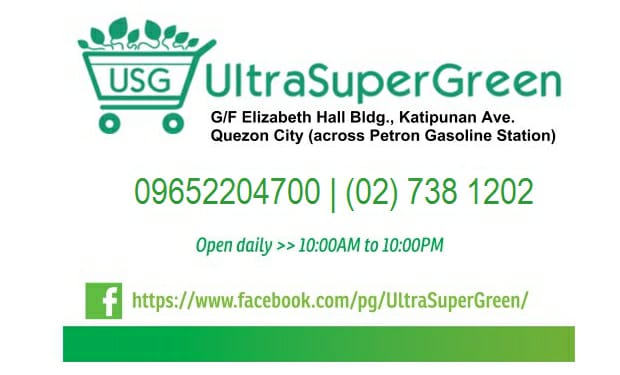 USG UltraSuperGreen
G/F Elizabeth Hall Bldg., Katipunan Ave.
Quezon City (across Petron Gasoline Station)
09652204700 | (02) 738 1202
Open daily >> 10:00AM to 10:00PM
f https://www.facebook.com/pg/UltraSuperGreen/